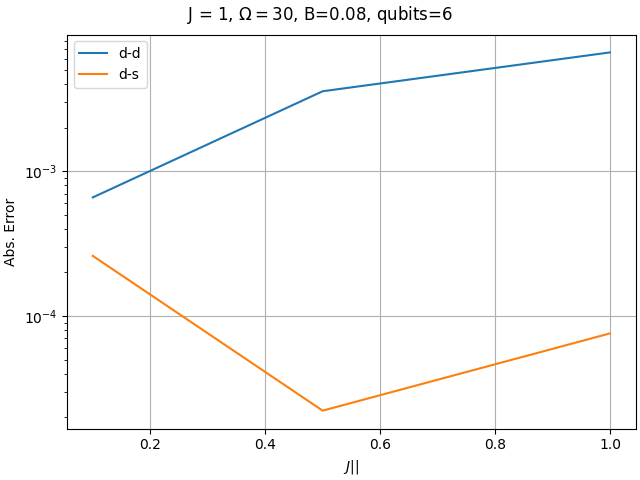 J = 1, Ω = 30, B=0.08, qubits=6
d-d
d-s
Abs. Error
10⁻³
10⁻⁴
0.2 0.4 0.6 0.8 1.0
J||